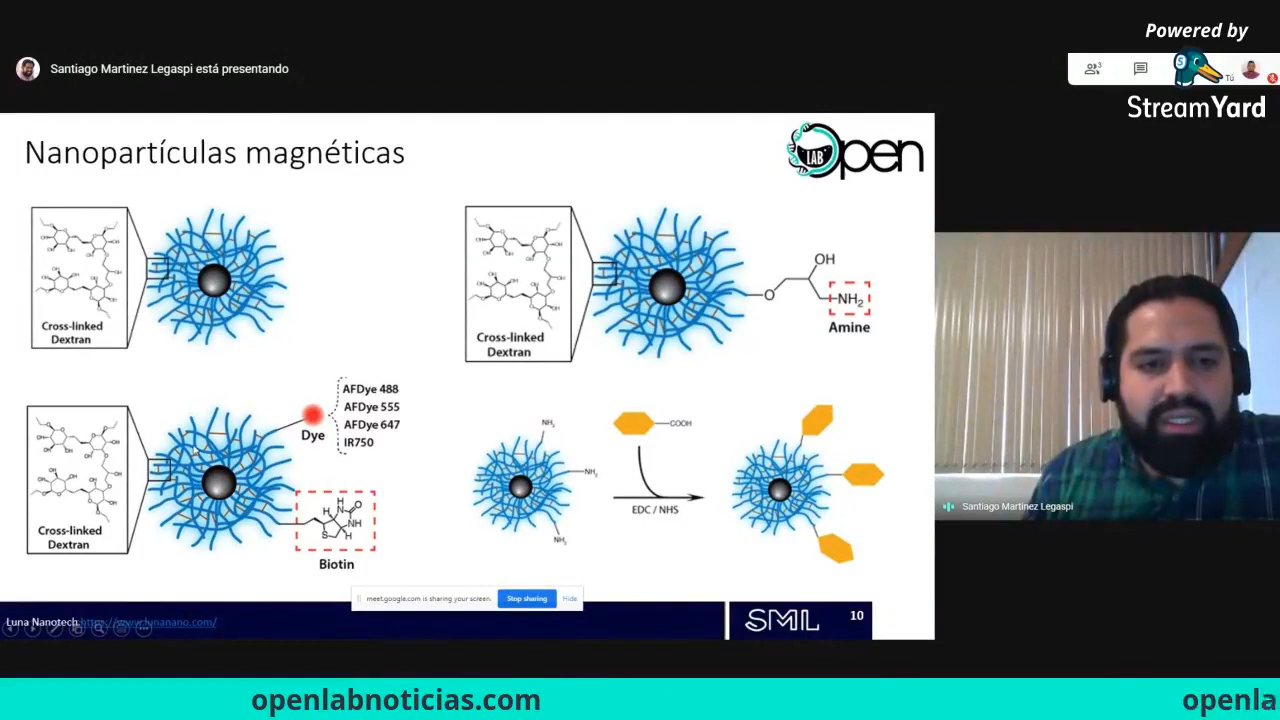 Powered by
StreamYard
Santiago Martinez Legaspi está presentando
3
Tú
Nanopartículas magnéticas
LAB
Open
Cross-linked
Dextran
Cross-linked
Dextran
O
OH
NH2
Amine
Cross-linked
Dextran
Dye
AFDye 488
AFDye 555
AFDye 647
IR750
H
N
O
H
NH
S
H
Biotin
NH2
NH2
NH2
COOH
EDC / NHS
meet.google.com is sharing your screen.
Stop sharing
Hide
Luna Nanotech. https://www.lunanano.com/
SML
10
Santiago Martinez Legaspi
openlabnoticias.com
openla